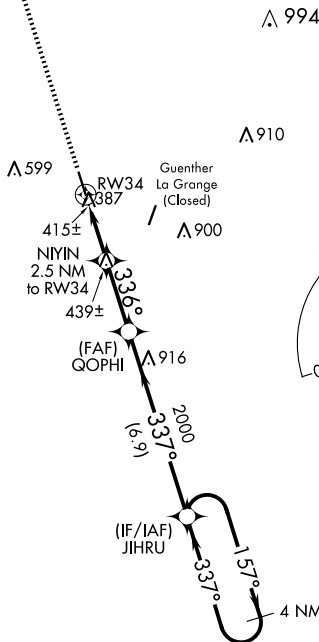 994
910
599
Guenther
La Grange
(Closed)
RW34
387
415±
900
NIYIN
2.5 NM
to RW34
336°
439±
(FAF)
QOPHI
916
2000
337°
(6.9)
(IF/IAF)
JIHRU
157°
337°
4 NM